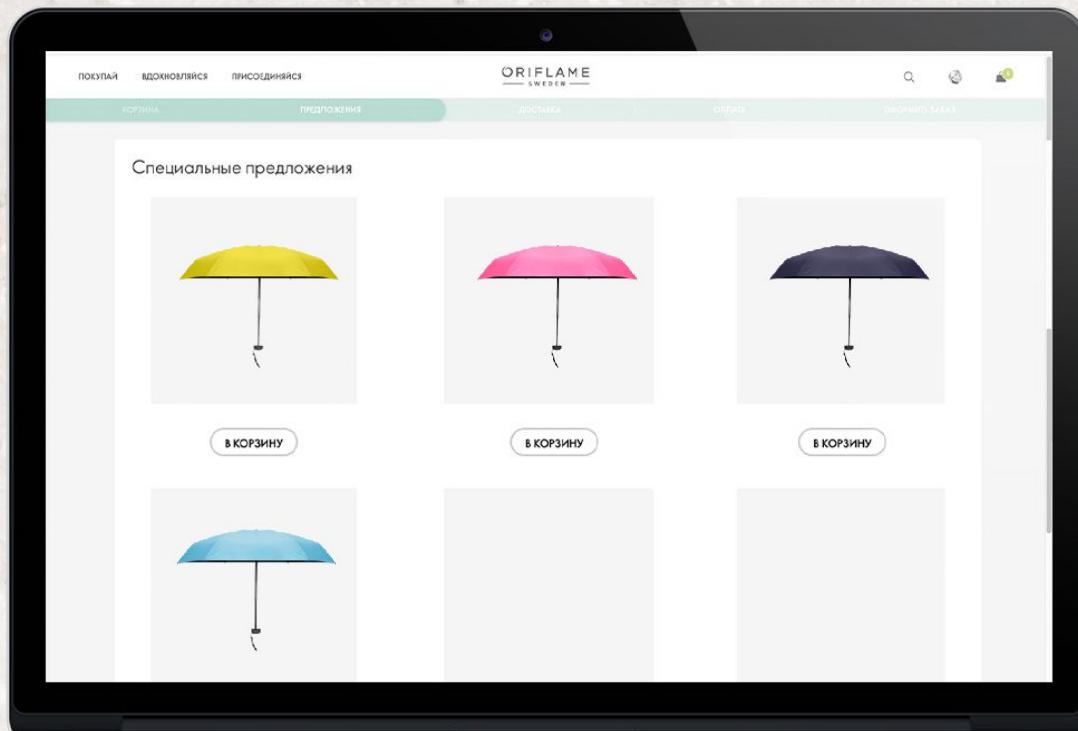 ПОКУПАЙ ВДОХНОВЛЯЙСЯ ПРИСОЕДИНЯЙСЯ
ORIFLAME
SWEDEN
КОРЗИНА ПРЕДЛОЖЕНИЯ ДОСТАВКА ОПЛАТА ОФОРМИТЬ ЗАКАЗ
Специальные предложения
В КОРЗИНУ В КОРЗИНУ В КОРЗИНУ